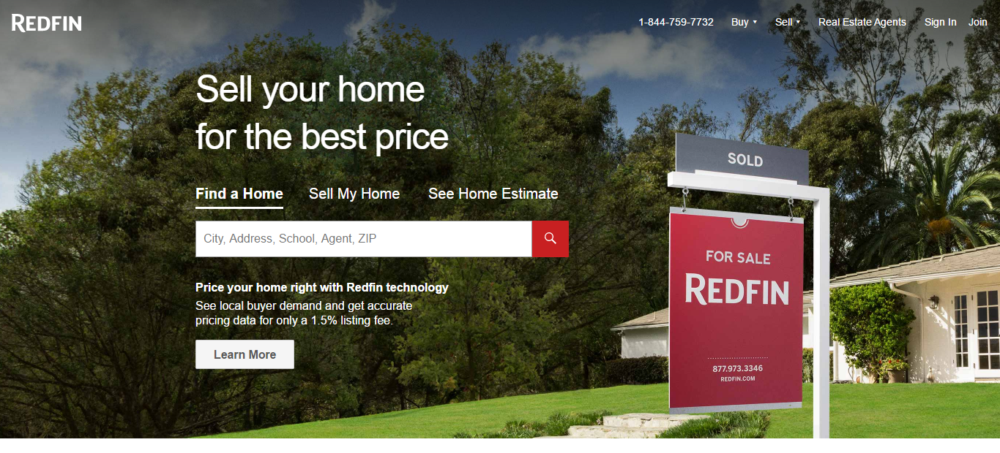 REDFIN
1-844-759-7732 Buy Sell Real Estate Agents Sign In Join
Sell your home
for the best price
Find a Home Sell My Home See Home Estimate
City, Address, School, Agent, ZIP
Price your home right with Redfin technology
See local buyer demand and get accurate
pricing data for only a 1.5% listing fee.
Learn More
SOLD
FOR SALE
REDFIN
877.973.3346
REDFIN.COM